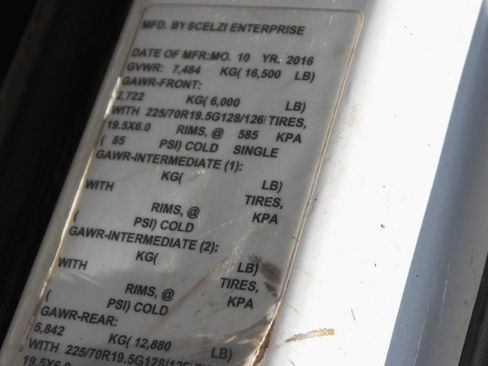 MFD. BY SCELZI ENTERPRISE
DATE OF MFR:MO. 10 YR. 2016
GVWR: 7,484 KG( 16,500 LB)
GAWR-FRONT:
2,722 KG( 6,000 LB)
WITH 225/70R19.5G128/126/ TIRES,
19.5X6.0 RIMS, @ 585 KPA
( 85 PSI) COLD SINGLE
GAWR-INTERMEDIATE (1):
KG( LB)
WITH TIRES,
RIMS, @ KPA
( PSI) COLD
GAWR-INTERMEDIATE (2):
KG( LB)
WITH TIRES,
RIMS, @ KPA
( PSI) COLD
GAWR-REAR:
5,842 KG( 12,880 LB)
WITH 225/70R19.5G128/126/ TIRES,
19.5X6.0